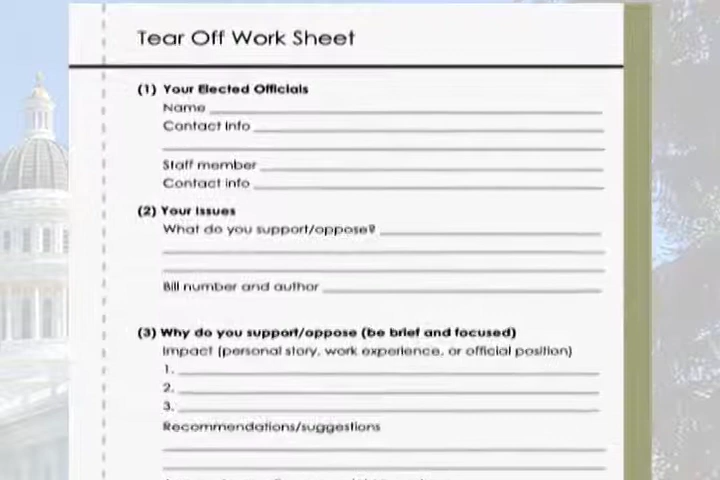 Tear Off Work Sheet
(1) Your Elected Officials
Name
Contact info
Staff member
Contact info
(2) Your Issues
What do you support/oppose?
Bill number and author
(3) Why do you support/oppose (be brief and focused)
Impact (personal story, work experience, or official position)
1.
2.
3.
Recommendations/suggestions